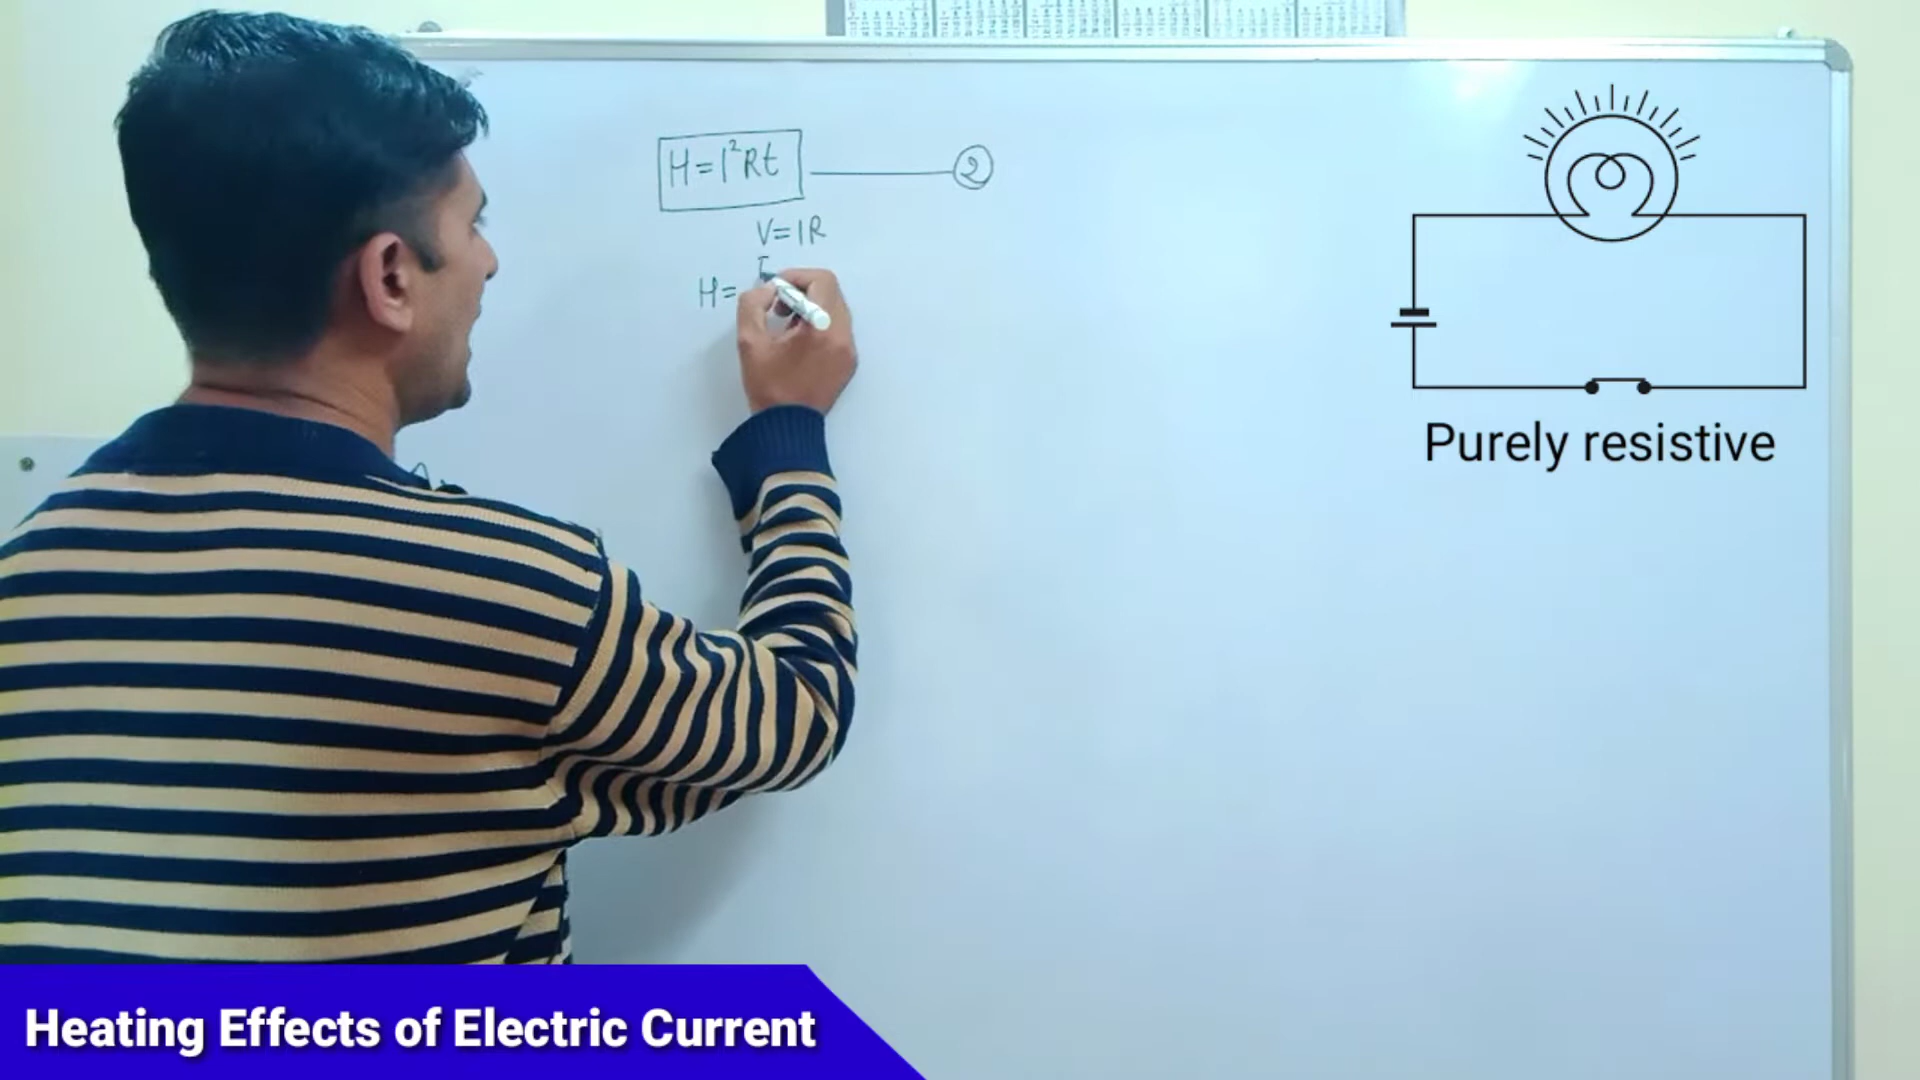 H=I²Rt ②
V=IR
H=
Purely resistive
Heating Effects of Electric Current